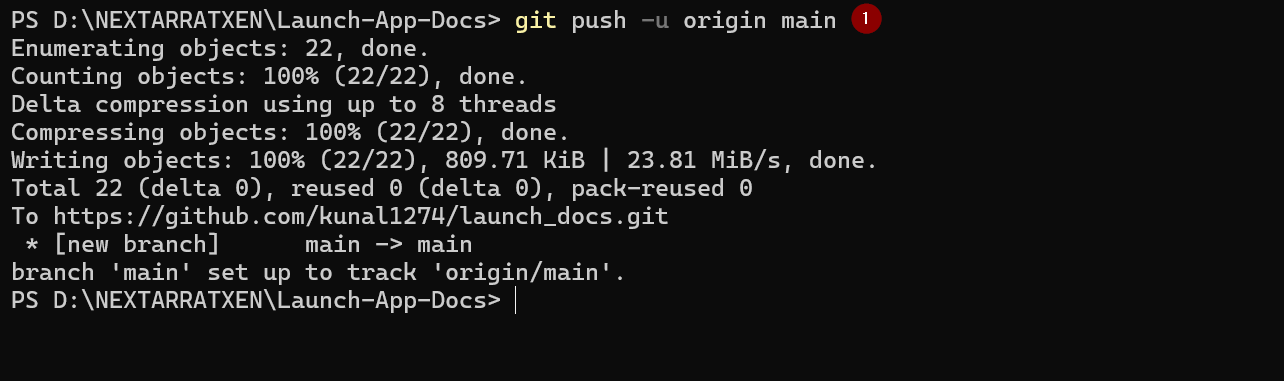 PS D:\NEXTARRATXEN\Launch-App-Docs> git push -u origin main 1
Enumerating objects: 22, done.
Counting objects: 100% (22/22), done.
Delta compression using up to 8 threads
Compressing objects: 100% (22/22), done.
Writing objects: 100% (22/22), 809.71 KiB | 23.81 MiB/s, done.
Total 22 (delta 0), reused 0 (delta 0), pack-reused 0
To https://github.com/kunal1274/launch_docs.git
 * [new branch]      main -> main
branch 'main' set up to track 'origin/main'.
PS D:\NEXTARRATXEN\Launch-App-Docs>